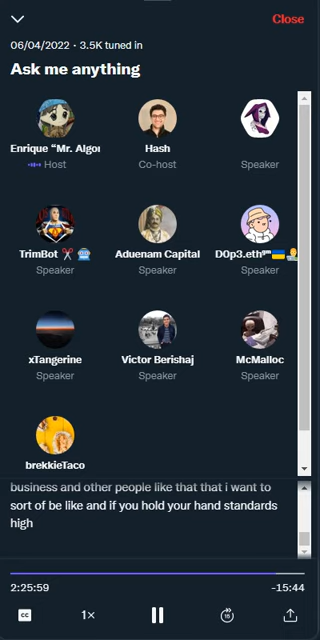 Close
06/04/2022 · 3.5K tuned in
Ask me anything
Enrique “Mr. Algor
Host
Hash
Co-host
Speaker
TrimBot ✂️ 🤖
Speaker
Aduenam Capital
Speaker
D0p3.eth
Speaker
xTangerine
Speaker
Victor Berishaj
Speaker
McMalloc
Speaker
brekkieTaco
business and other people like that that i want to
sort of be like and if you hold your hand standards
high
2:25:59
-15:44
CC
1×
15